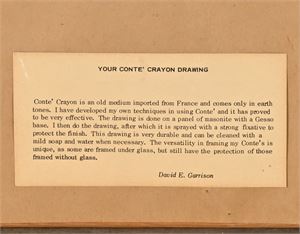 YOUR CONTE' CRAYON DRAWING
Conte' Crayon is an old medium imported from France and comes only in earth
tones. I have developed my own techniques in using Conte' and it has proved
to be very effective. The drawing is done on a panel of masonite with a Gesso
base. I then do the drawing, after which it is sprayed with a strong fixative to
protect the finish. This drawing is very durable and can be cleaned with a
mild soap and water when necessary. The versatility in framing my Conte's is
unique, as some are framed under glass, but still have the protection of those
framed without glass.
David E. Garrison